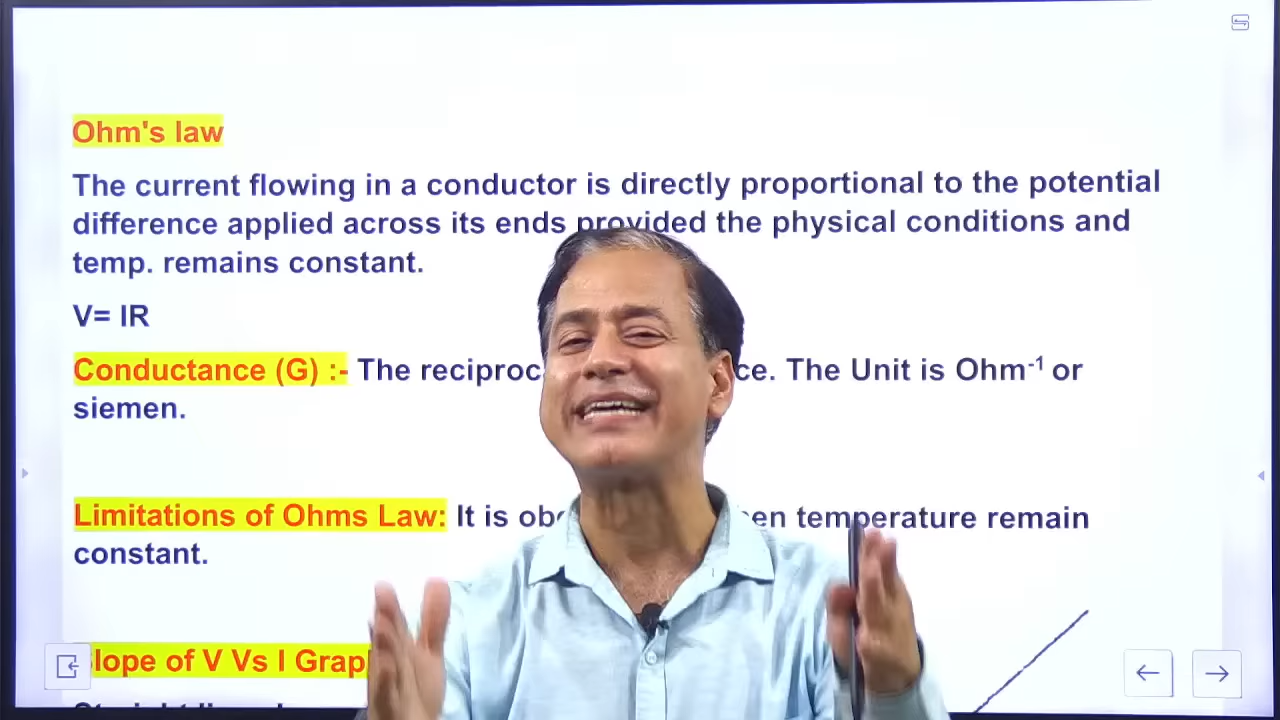 Ohm's law
The current flowing in a conductor is directly proportional to the potential
difference applied across its ends provided the physical conditions and
temp. remains constant.
V= IR
Conductance (G) :- The reciproc ce. The Unit is Ohm⁻¹ or
siemen.
Limitations of Ohms Law: It is obe en temperature remain
constant.
lope of V Vs I Grap